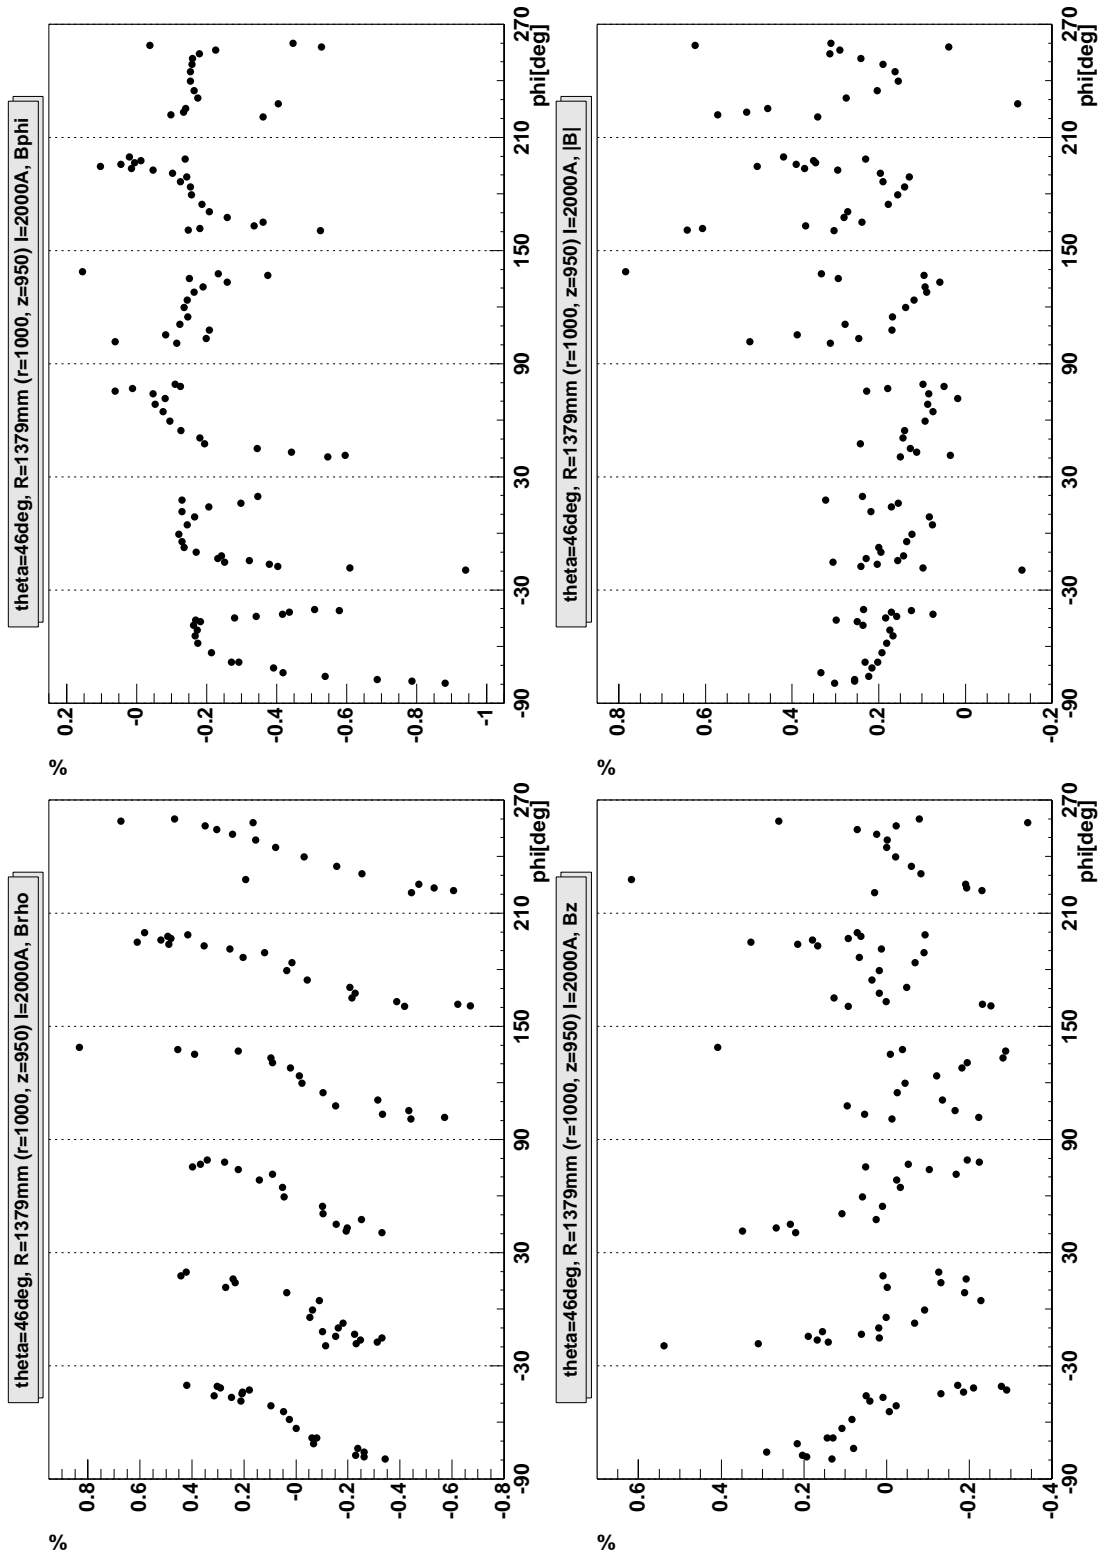 theta=46deg, R=1379mm (r=1000, z=950) I=2000A, Brho
%
0.8
0.6
0.4
0.2
-0
-0.2
-0.4
-0.6
-0.8
-90 -30 30 90 150 210 270
phi[deg]
theta=46deg, R=1379mm (r=1000, z=950) I=2000A, Bphi
%
0.2
-0
-0.2
-0.4
-0.6
-0.8
-1
-90 -30 30 90 150 210 270
phi[deg]
theta=46deg, R=1379mm (r=1000, z=950) I=2000A, Bz
%
0.6
0.4
0.2
0
-0.2
-0.4
-90 -30 30 90 150 210 270
phi[deg]
theta=46deg, R=1379mm (r=1000, z=950) I=2000A, |B|
%
0.8
0.6
0.4
0.2
0
-0.2
-90 -30 30 90 150 210 270
phi[deg]